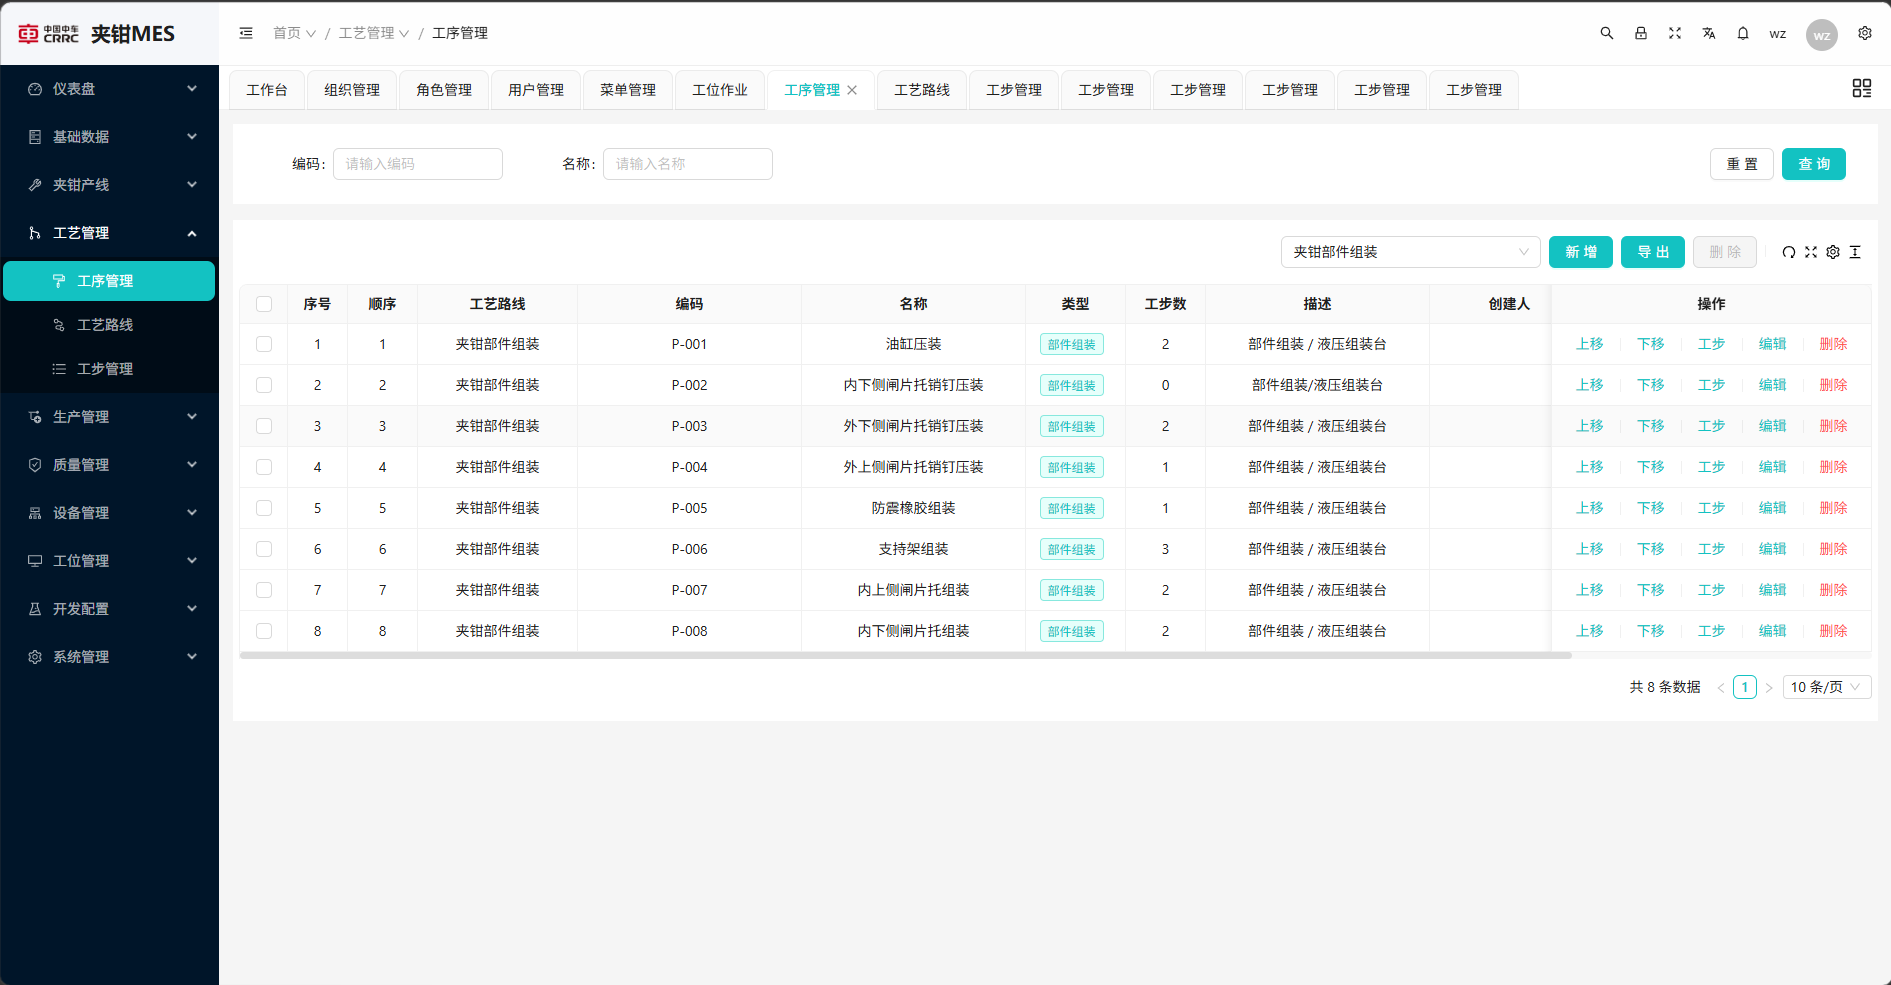 中国中车
CRRC
夹钳MES
首页 / 工艺管理 / 工序管理
wz
wz
仪表盘
基础数据
夹钳产线
工艺管理
工序管理
工艺路线
工步管理
生产管理
质量管理
设备管理
工位管理
开发配置
系统管理
工作台 组织管理 角色管理 用户管理 菜单管理 工位作业 工序管理 工艺路线 工步管理 工步管理 工步管理 工步管理 工步管理 工步管理
编码: 请输入编码 名称: 请输入名称 重 置 查 询
夹钳部件组装 新 增 导 出 删 除
序号 顺序 工艺路线 编码 名称 类型 工步数 描述 创建人 操作
1 1 夹钳部件组装 P-001 油缸压装 部件组装 2 部件组装 / 液压组装台 上移 下移 工步 编辑 删除
2 2 夹钳部件组装 P-002 内下侧闸片托销钉压装 部件组装 0 部件组装/液压组装台 上移 下移 工步 编辑 删除
3 3 夹钳部件组装 P-003 外下侧闸片托销钉压装 部件组装 2 部件组装 / 液压组装台 上移 下移 工步 编辑 删除
4 4 夹钳部件组装 P-004 外上侧闸片托销钉压装 部件组装 1 部件组装 / 液压组装台 上移 下移 工步 编辑 删除
5 5 夹钳部件组装 P-005 防震橡胶组装 部件组装 1 部件组装 / 液压组装台 上移 下移 工步 编辑 删除
6 6 夹钳部件组装 P-006 支持架组装 部件组装 3 部件组装 / 液压组装台 上移 下移 工步 编辑 删除
7 7 夹钳部件组装 P-007 内上侧闸片托组装 部件组装 2 部件组装 / 液压组装台 上移 下移 工步 编辑 删除
8 8 夹钳部件组装 P-008 内下侧闸片托组装 部件组装 2 部件组装 / 液压组装台 上移 下移 工步 编辑 删除
共 8 条数据 1 10 条/页